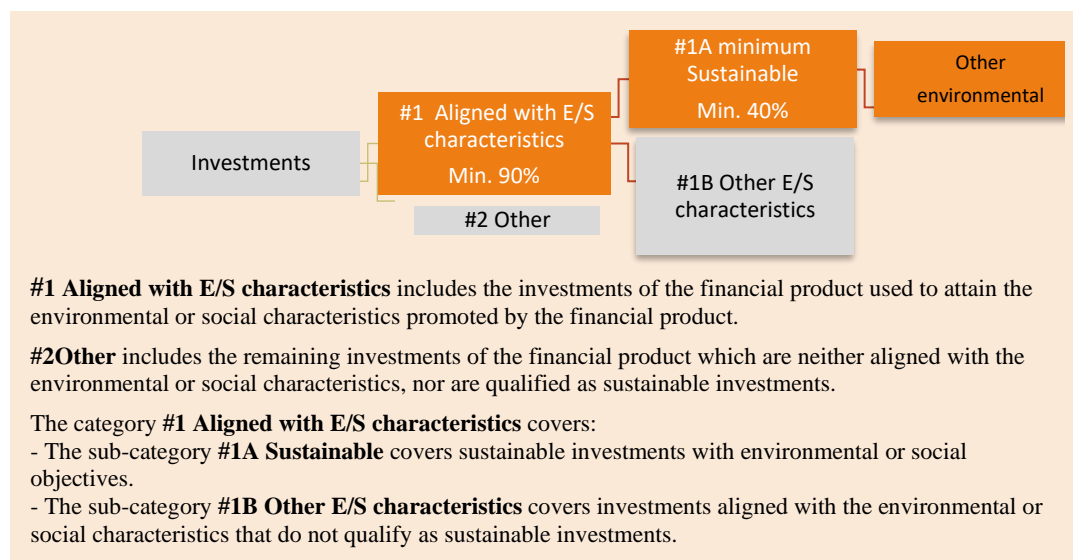 #1A minimum
Sustainable
Min. 40%
Other
environmental
#1 Aligned with E/S
characteristics
Min. 90%
Investments
#1B Other E/S
characteristics
#2 Other
#1 Aligned with E/S characteristics includes the investments of the financial product used to attain the
environmental or social characteristics promoted by the financial product.
#2Other includes the remaining investments of the financial product which are neither aligned with the
environmental or social characteristics, nor are qualified as sustainable investments.
The category #1 Aligned with E/S characteristics covers:
- The sub-category #1A Sustainable covers sustainable investments with environmental or social
objectives.
- The sub-category #1B Other E/S characteristics covers investments aligned with the environmental or
social characteristics that do not qualify as sustainable investments.